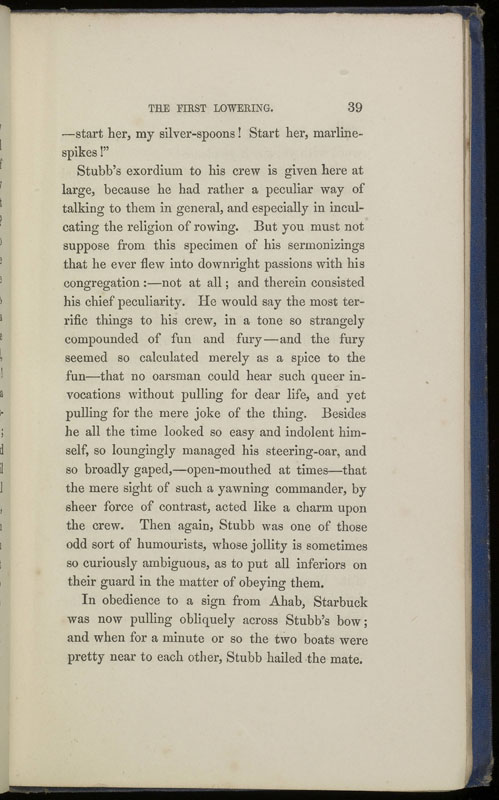 THE FIRST LOWERING. 39
—start her, my silver-spoons! Start her, marline-
spikes!”
Stubb's exordium to his crew is given here at
large, because he had rather a peculiar way of
talking to them in general, and especially in incul-
cating the religion of rowing. But you must not
suppose from this specimen of his sermonizings
that he ever flew into downright passions with his
congregation:—not at all; and therein consisted
his chief peculiarity. He would say the most ter-
rific things to his crew, in a tone so strangely
compounded of fun and fury—and the fury
seemed so calculated merely as a spice to the
fun—that no oarsman could hear such queer in-
vocations without pulling for dear life, and yet
pulling for the mere joke of the thing. Besides
he all the time looked so easy and indolent him-
self, so loungingly managed his steering-oar, and
so broadly gaped,—open-mouthed at times—that
the mere sight of such a yawning commander, by
sheer force of contrast, acted like a charm upon
the crew. Then again, Stubb was one of those
odd sort of humourists, whose jollity is sometimes
so curiously ambiguous, as to put all inferiors on
their guard in the matter of obeying them.
In obedience to a sign from Ahab, Starbuck
was now pulling obliquely across Stubb's bow;
and when for a minute or so the two boats were
pretty near to each other, Stubb hailed the mate.